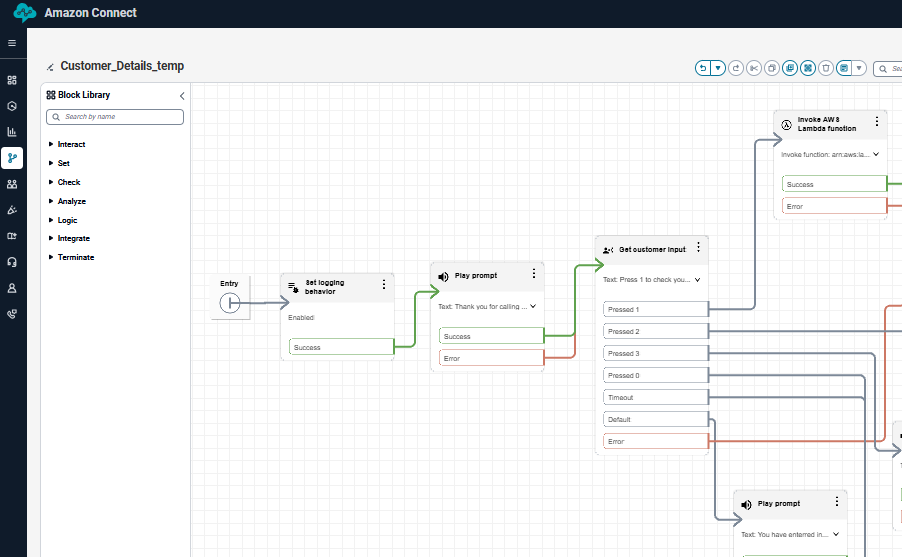 Amazon Connect
Customer_Details_temp
Block Library
Search by name
Interact
Set
Check
Analyze
Logic
Integrate
Terminate
Entry
Set logging
behavior
Enabled
Success
Play prompt
Text: Thank you for calling ...
Success
Error
Get customer input
Text: Press 1 to check you...
Pressed 1
Pressed 2
Pressed 3
Pressed 0
Timeout
Default
Error
Invoke AWS
Lambda function
Invoke function: arn:aws:la...
Success
Error
Play prompt
Text: You have enterred in...